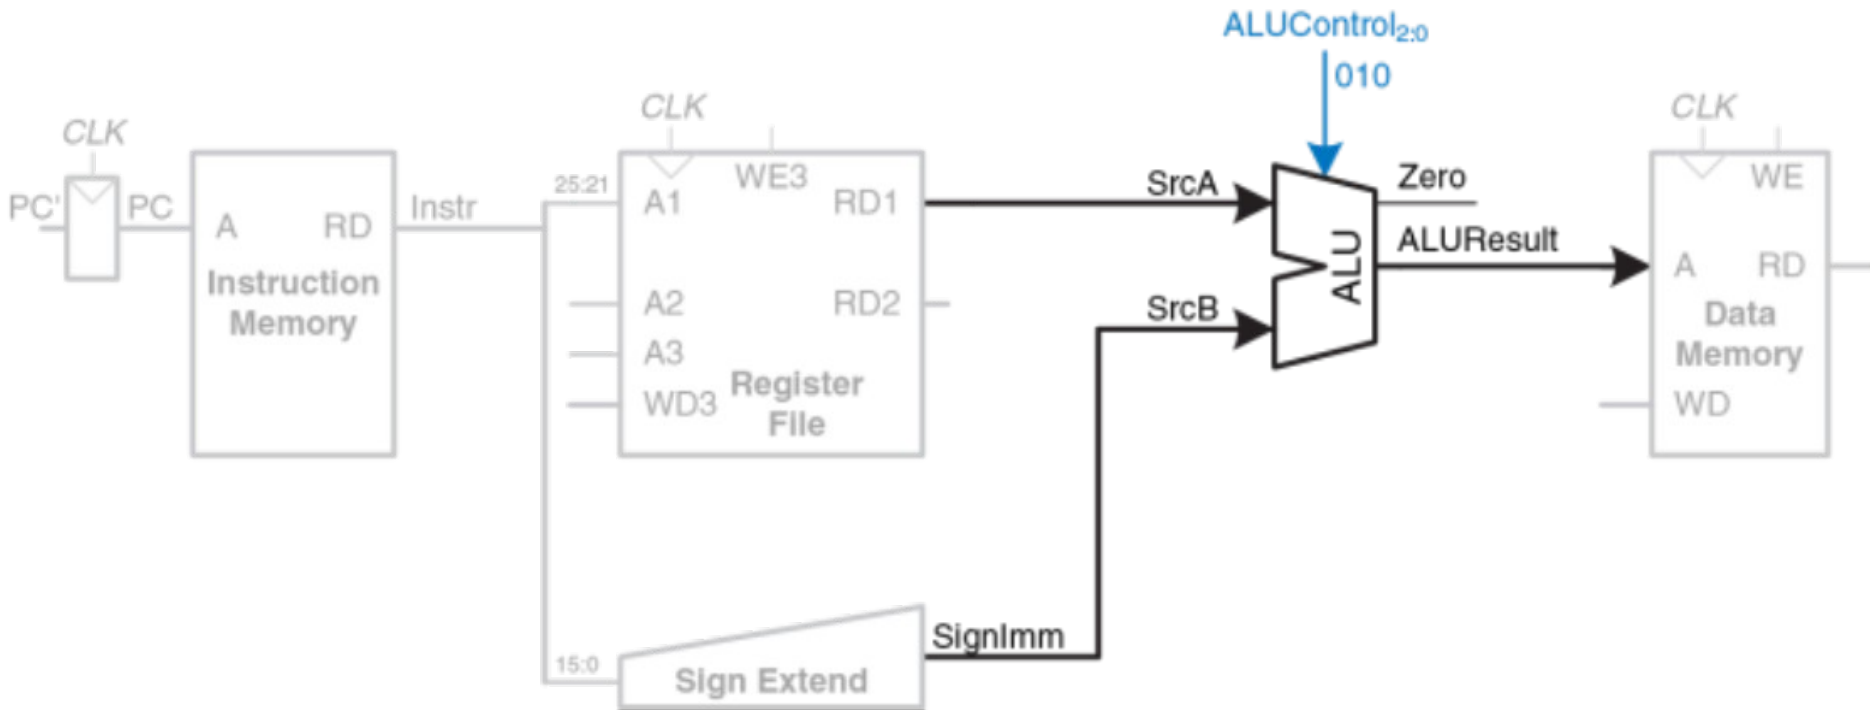 ALUControl2:0
010
CLK
CLK
CLK
PC'
PC
A
RD
Instruction
Memory
Instr
25:21
A1
WE3
RD1
A2
RD2
A3
WD3
Register
File
SrcA
SrcB
ALU
Zero
ALUResult
WE
A
RD
Data
Memory
WD
SignImm
15:0
Sign Extend